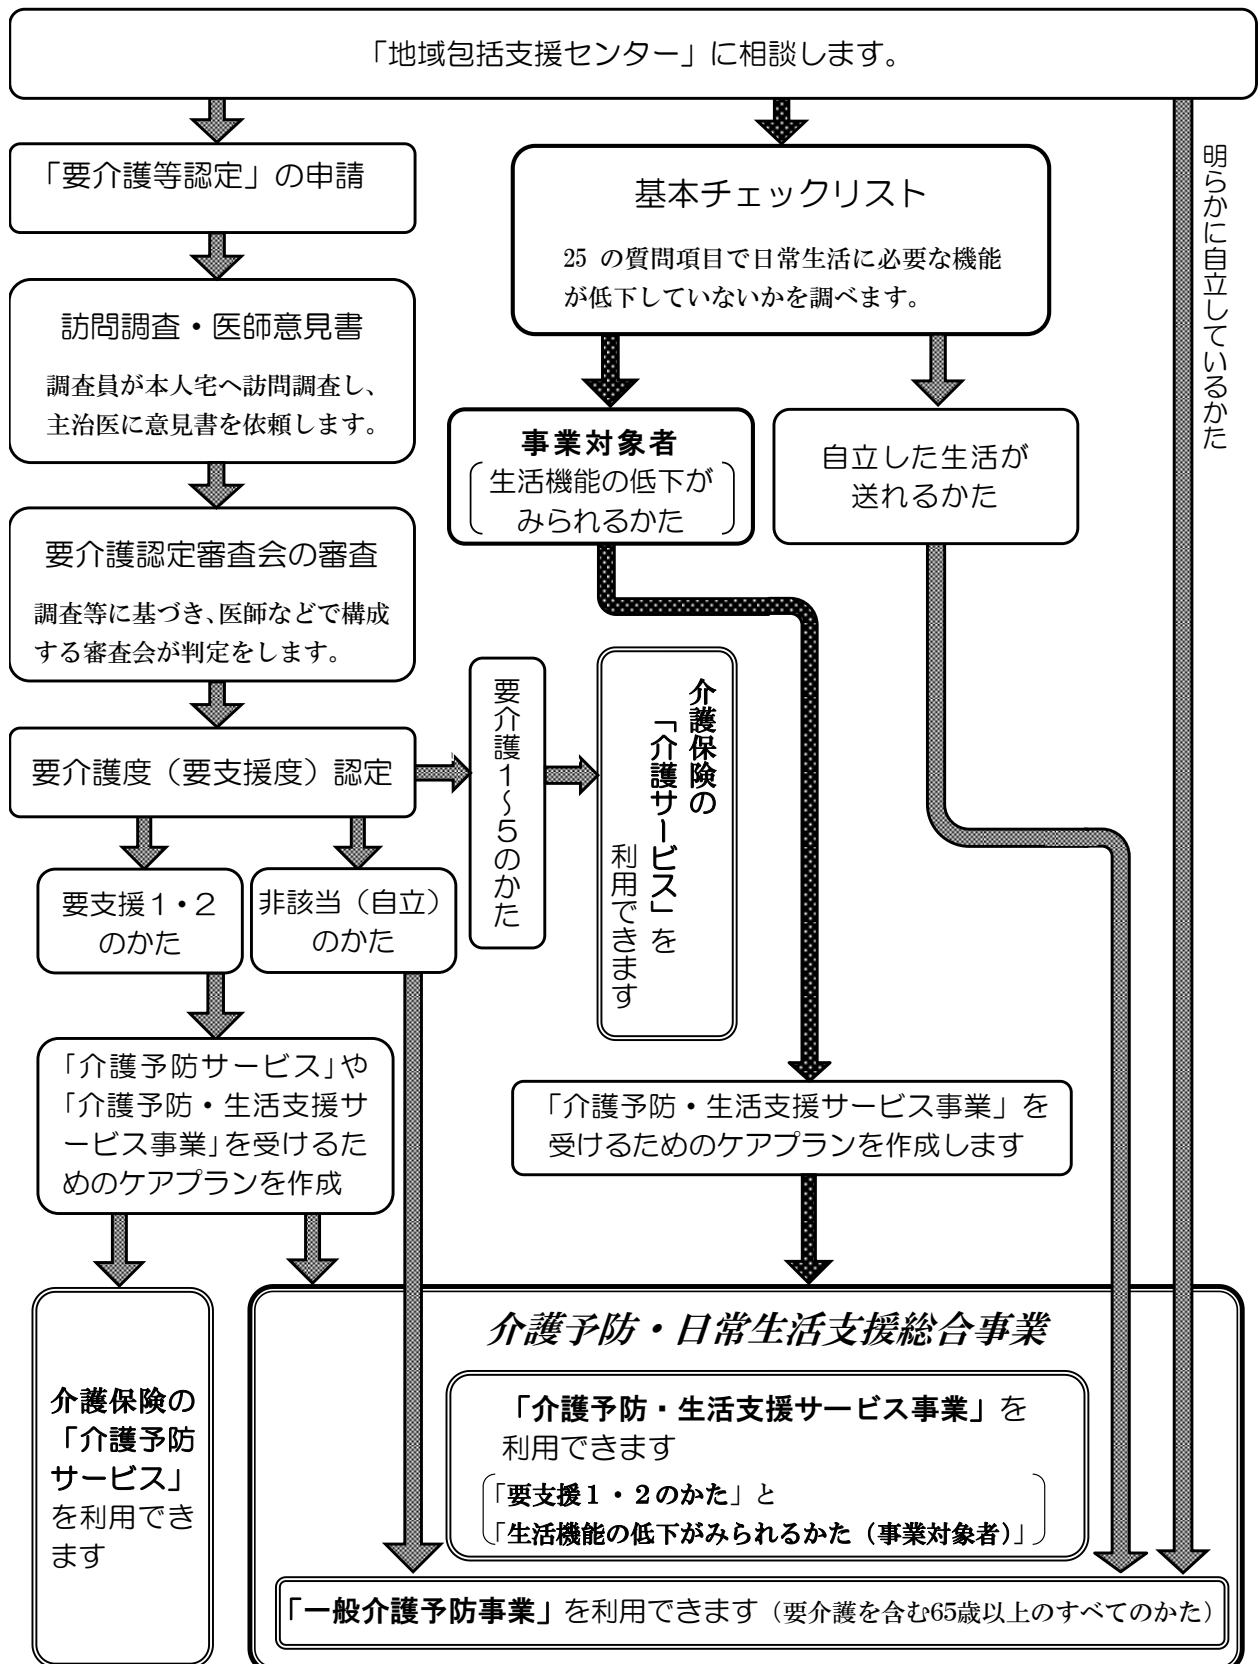 「地域包括支援センター」に相談します。
「要介護等認定」の申請
訪問調査・医師意見書
調査員が本人宅へ訪問調査し、
主治医に意見書を依頼します。
要介護認定審査会の審査
調査等に基づき、医師などで構成
する審査会が判定をします。
要介護度（要支援度）認定
要支援１・２
のかた
非該当（自立）
のかた
要介護１～５のかた
介護保険の
「介護サービス」を
利用できます
「介護予防サービス」や
「介護予防・生活支援サ
ービス事業」を受けるた
めのケアプランを作成
介護保険の
「介護予防
サービス」
を利用でき
ます
基本チェックリスト
25 の質問項目で日常生活に必要な機能
が低下していないかを調べます。
事業対象者
生活機能の低下が
みられるかた
自立した生活が
送れるかた
明らかに自立しているかた
「介護予防・生活支援サービス事業」を
受けるためのケアプランを作成します
介護予防・日常生活支援総合事業
「介護予防・生活支援サービス事業」を
利用できます
「要支援１・２のかた」と
「生活機能の低下がみられるかた（事業対象者）」
「一般介護予防事業」を利用できます（要介護を含む65歳以上のすべてのかた）